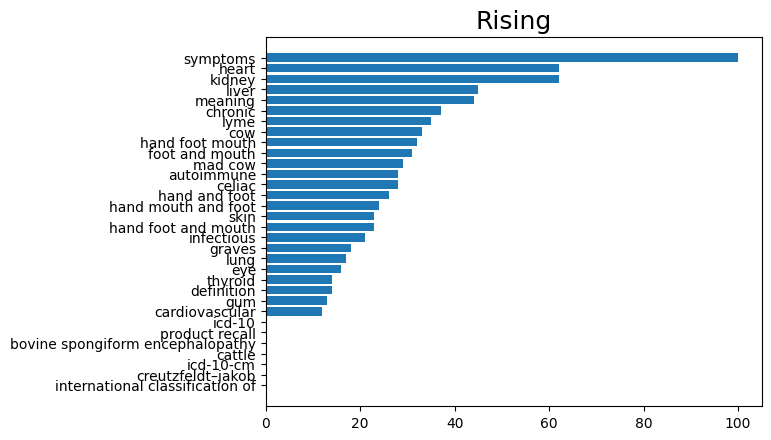 Rising
symptoms
heart
kidney
liver
meaning
chronic
lyme
cow
hand foot mouth
foot and mouth
mad cow
autoimmune
celiac
hand and foot
hand mouth and foot
skin
hand foot and mouth
infectious
graves
lung
eye
thyroid
definition
gum
cardiovascular
icd-10
product recall
bovine spongiform encephalopathy
cattle
icd-10-cm
creutzfeldt–jakob
international classification of
0 20 40 60 80 100